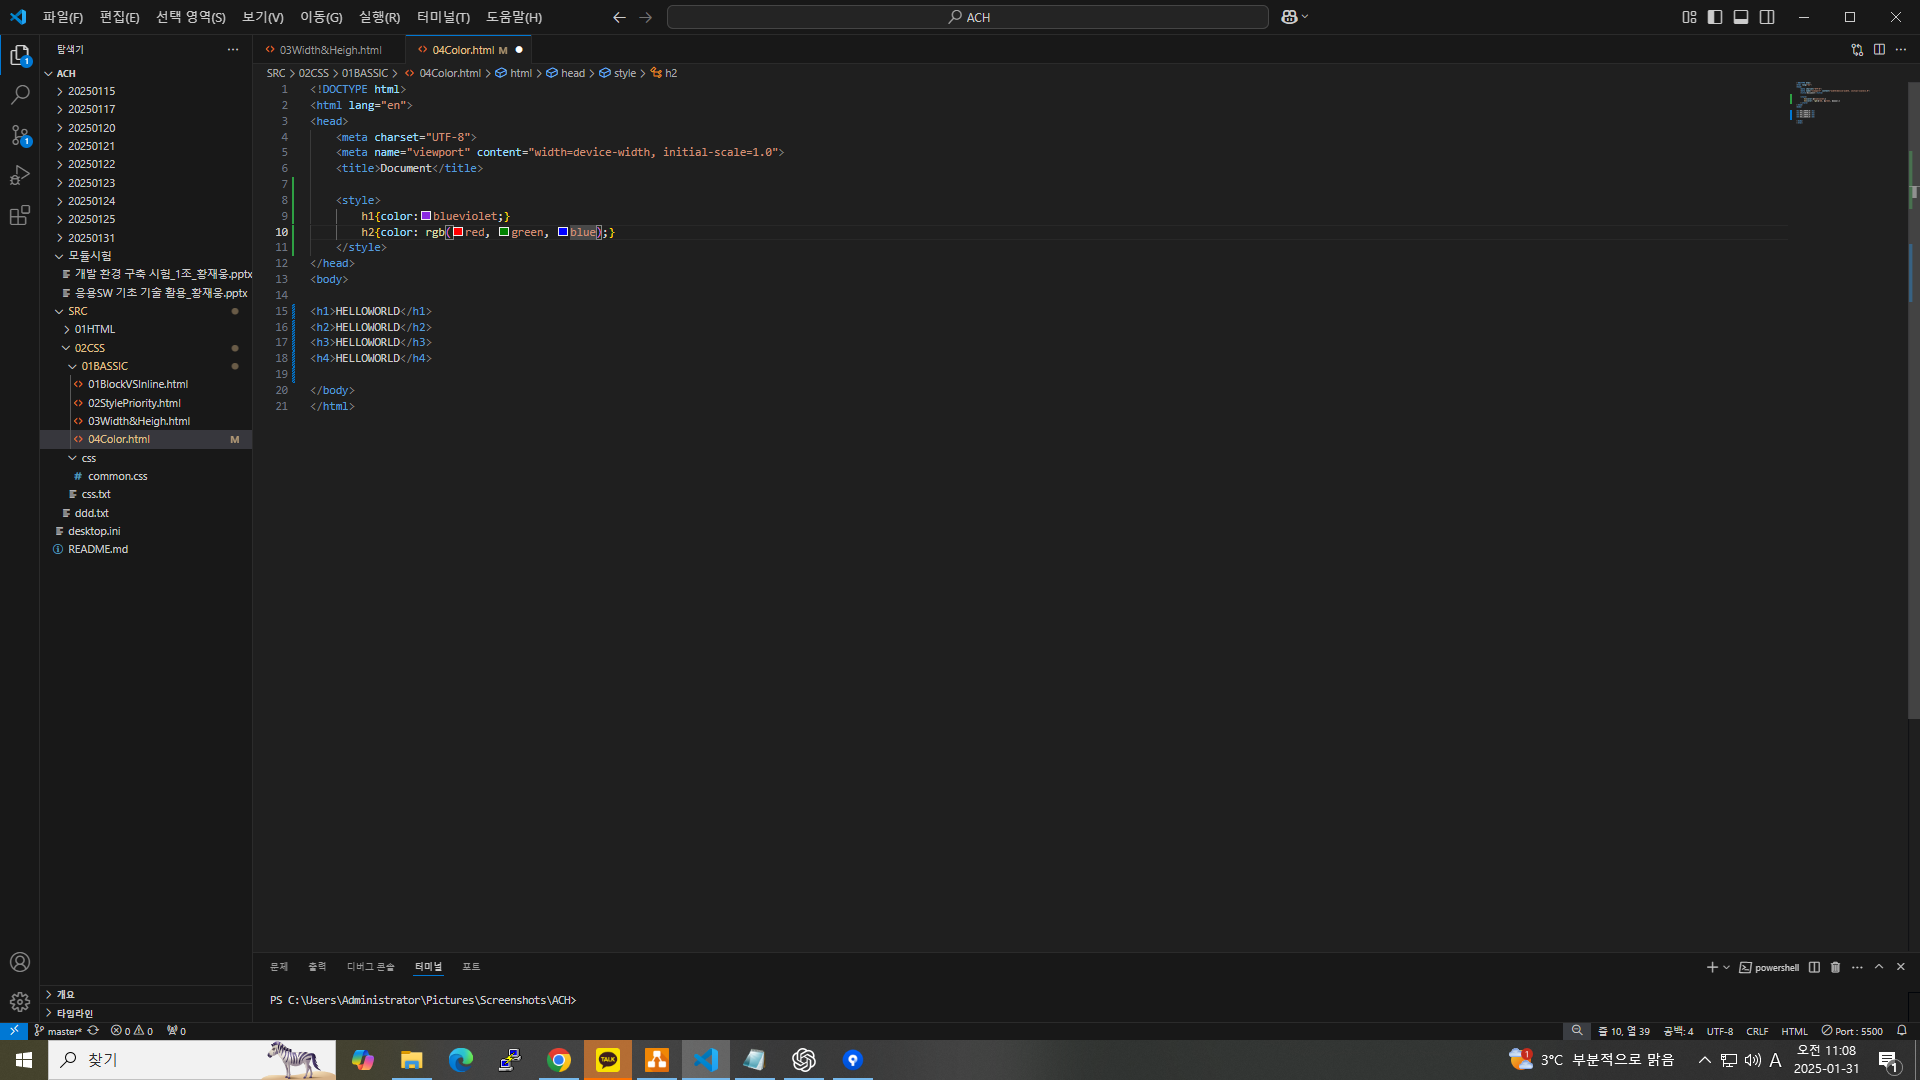 파일(F) 편집(E) 선택 영역(S) 보기(V) 이동(G) 실행(R) 터미널(T) 도움말(H)
ACH
탐색기
ACH
20250115
20250117
20250120
20250121
20250122
20250123
20250124
20250125
20250131
모듈시험
개발 환경 구축 시험_1조_황재웅.pptx
응용SW 기초 기술 활용_황재웅.pptx
SRC
01HTML
02CSS
01BASSIC
01BlockVSInline.html
02StylePriority.html
03Width&Heigh.html
04Color.html M
css
# common.css
css.txt
ddd.txt
desktop.ini
README.md
개요
타임라인
03Width&Heigh.html 04Color.html M
SRC > 02CSS > 01BASSIC > 04Color.html > html > head > style > h2
1 <!DOCTYPE html>
2 <html lang="en">
3 <head>
4 <meta charset="UTF-8">
5 <meta name="viewport" content="width=device-width, initial-scale=1.0">
6 <title>Document</title>
7
8 <style>
9 h1{color: blueviolet;}
10 h2{color: rgb(red, green, blue);}
11 </style>
12 </head>
13 <body>
14
15 <h1>HELLOWORLD</h1>
16 <h2>HELLOWORLD</h2>
17 <h3>HELLOWORLD</h3>
18 <h4>HELLOWORLD</h4>
19
20 </body>
21 </html>
문제 출력 디버그 콘솔 터미널 포트
powershell
PS C:\Users\Administrator\Pictures\Screenshots\ACH>
master* 0 0 0
줄 10, 열 39 공백: 4 UTF-8 CRLF HTML Port : 5500
찾기
TALK
3°C 부분적으로 맑음
A
오전 11:08
2025-01-31
1